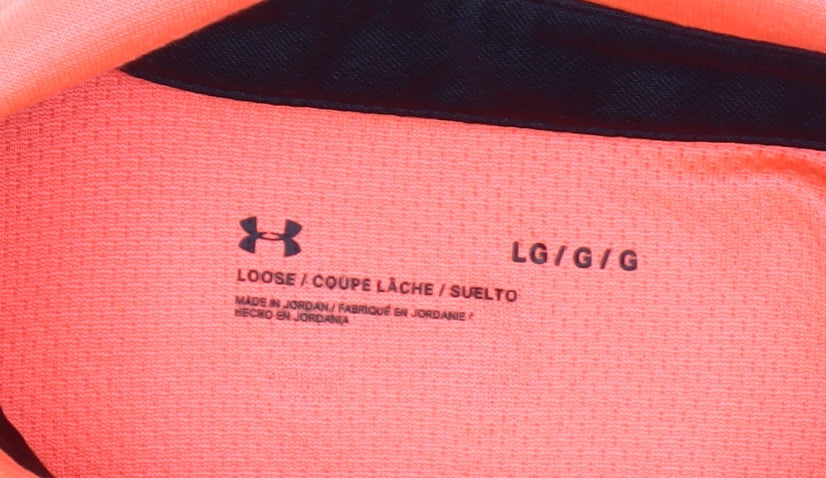 LG / G / G
LOOSE / COUPE LÂCHE / SUELTO
MADE IN JORDAN / FABRIQUÉ EN JORDANIE /
HECHO EN JORDANIA